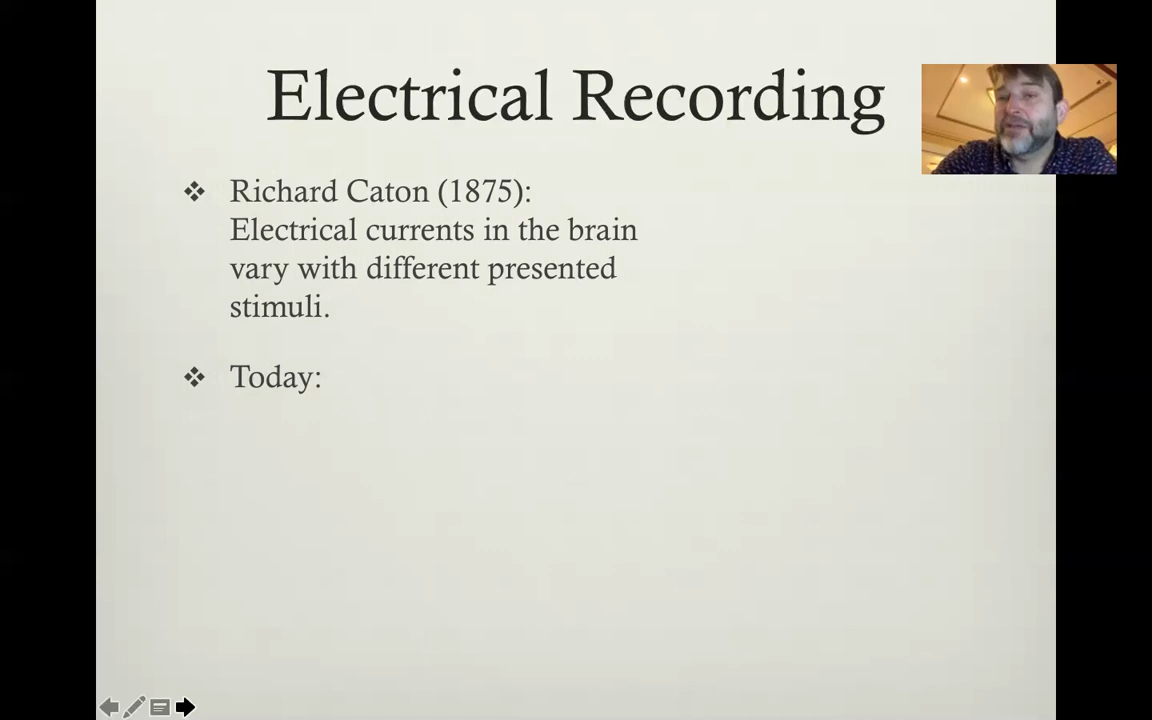 Electrical Recording
Richard Caton (1875):
Electrical currents in the brain
vary with different presented
stimuli.
Today: